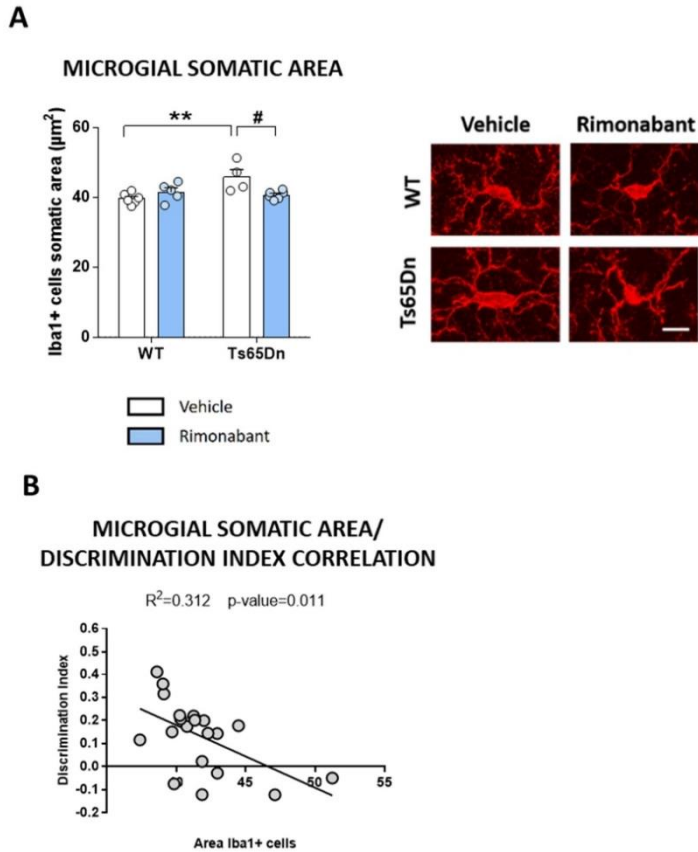 A
MICROGIAL SOMATIC AREA
Iba1+ cells somatic area (µm²)
60
40
20
0
**
#
WT
Ts65Dn
Vehicle
Rimonabant
Vehicle
Rimonabant
WT
Ts65Dn
B
MICROGIAL SOMATIC AREA/
DISCRIMINATION INDEX CORRELATION
R²=0.312 p-value=0.011
Discrimination Index
0.6
0.5
0.4
0.3
0.2
0.1
0.0
-0.1
-0.2
45
50
55
Area Iba1+ cells